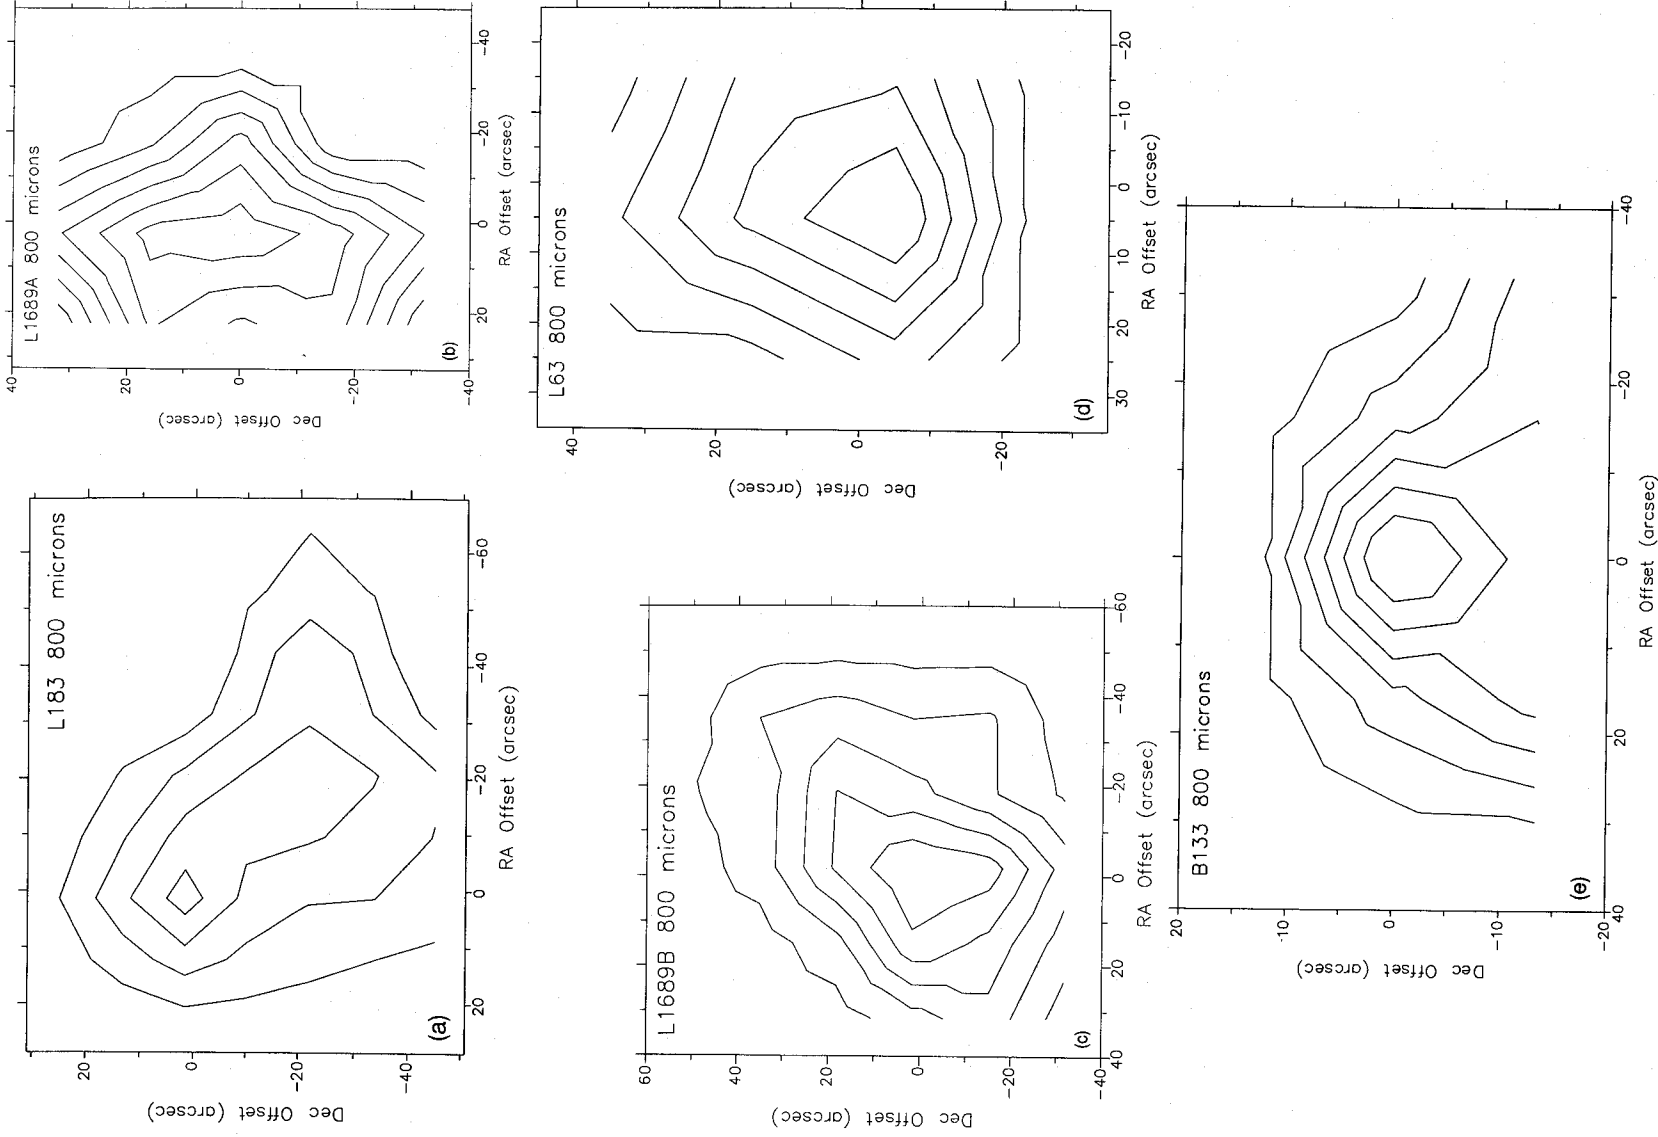 L183 800 microns
20
0
-20
-40
Dec Offset (arcsec)
20
0
-20
-40
-60
RA Offset (arcsec)
(a)
L1689A 800 microns
40
20
0
-20
-40
Dec Offset (arcsec)
20
0
-20
-40
RA Offset (arcsec)
(b)
L1689B 800 microns
60
40
20
0
-20
-40
Dec Offset (arcsec)
40
20
0
-20
-40
-60
RA Offset (arcsec)
(c)
L63 800 microns
40
20
0
-20
Dec Offset (arcsec)
30
20
10
0
-10
-20
RA Offset (arcsec)
(d)
B133 800 microns
20
10
0
-10
-20
Dec Offset (arcsec)
40
20
0
-20
-40
RA Offset (arcsec)
(e)